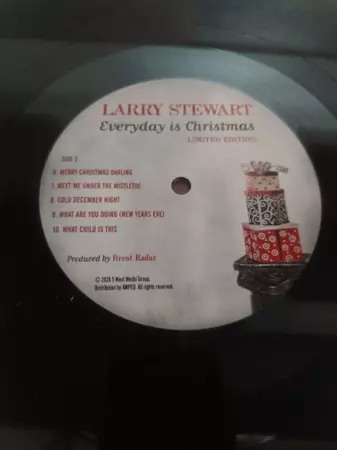 LARRY STEWART
Everyday is Christmas
LIMITED EDITION
SIDE 2
6. MERRY CHRISTMAS DARLING
7. MEET ME UNDER THE MISTLETOE
8. COLD DECEMBER NIGHT
9. WHAT ARE YOU DOING (NEW YEARS EVE)
10. WHAT CHILD IS THIS
Produced by Brent Rader
Media Group.
Distributed by AMPED. All rights reserved.